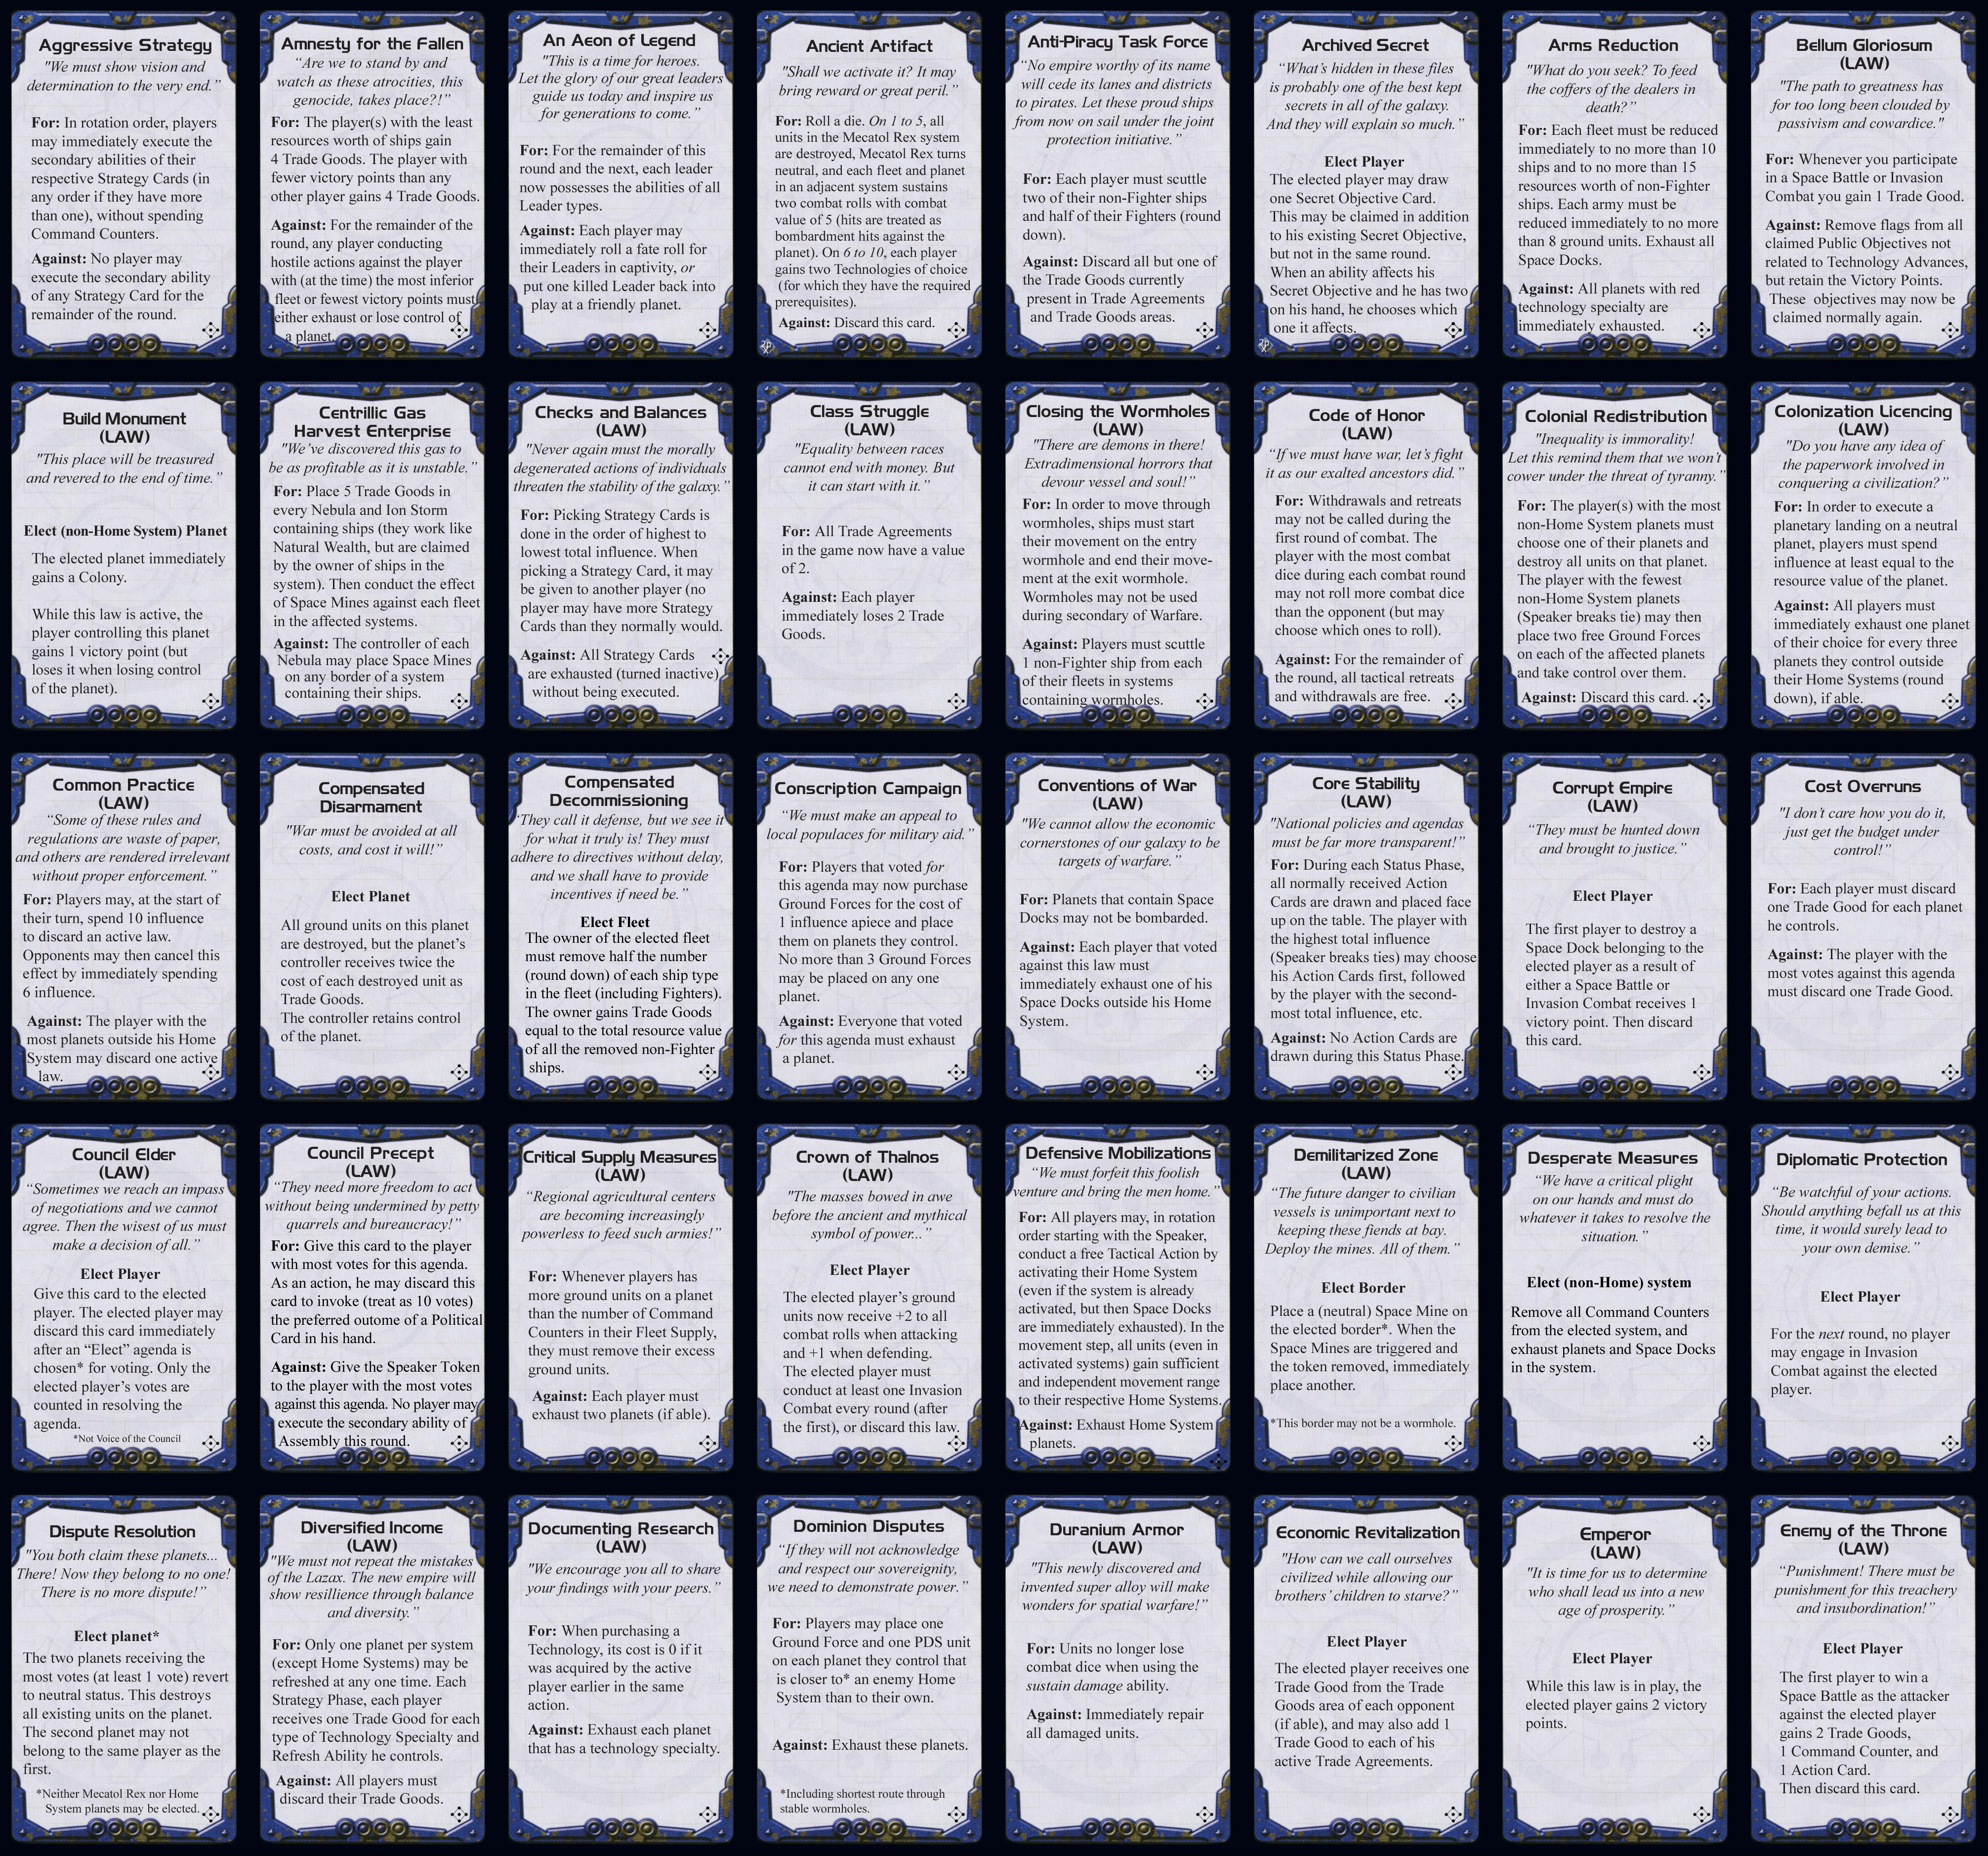 Aggressive Strategy
"We must show vision and
determination to the very end."
For: In rotation order, players
may immediately execute the
secondary abilities of their
respective Strategy Cards (in
any order if they have more
than one), without spending
Command Counters.
Against: No player may
execute the secondary ability
of any Strategy Card for the
remainder of the round.
Amnesty for the Fallen
“Are we to stand by and
watch as these atrocities, this
genocide, takes place?!”
For: The player(s) with the least
resources worth of ships gain
4 Trade Goods. The player with
fewer victory points than any
other player gains 4 Trade Goods.
Against: For the remainder of the
round, any player conducting
hostile actions against the player
with (at the time) the most inferior
fleet or fewest victory points must
either exhaust or lose control of
a planet.
An Aeon of Legend
"This is a time for heroes.
Let the glory of our great leaders
guide us today and inspire us
for generations to come.”
For: For the remainder of this
round and the next, each leader
now possesses the abilities of all
Leader types.
Against: Each player may
immediately roll a fate roll for
their Leaders in captivity, or
put one killed Leader back into
play at a friendly planet.
Ancient Artifact
"Shall we activate it? It may
bring reward or great peril.”
For: Roll a die. On 1 to 5, all
units in the Mecatol Rex system
are destroyed, Mecatol Rex turns
neutral, and each fleet and planet
in an adjacent system sustains
two combat rolls with combat
value of 5 (hits are treated as
bombardment hits against the
planet). On 6 to 10, each player
gains two Technologies of choice
(for which they have the required
prerequisites).
Against: Discard this card.
Anti-Piracy Task Force
“No empire worthy of its name
will cede its lanes and districts
to pirates. Let these proud ships
from now on sail under the joint
protection initiative.”
For: Each player must scuttle
two of their non-Fighter ships
and half of their Fighters (round
down).
Against: Discard all but one of
the Trade Goods currently
present in Trade Agreements
and Trade Goods areas.
Archived Secret
“What's hidden in these files
is probably one of the best kept
secrets in all of the galaxy.
And they will explain so much.”
Elect Player
The elected player may draw
one Secret Objective Card.
This may be claimed in addition
to his existing Secret Objective,
but not in the same round.
When an ability affects his
Secret Objective and he has two
on his hand, he chooses which
one it affects.
Arms Reduction
"What do you seek? To feed
the coffers of the dealers in
death?”
For: Each fleet must be reduced
immediately to no more than 10
ships and to no more than 15
resources worth of non-Fighter
ships. Each army must be
reduced immediately to no more
than 8 ground units. Exhaust all
Space Docks.
Against: All planets with red
technology specialty are
immediately exhausted.
Bellum Gloriosum
(LAW)
"The path to greatness has
for too long been clouded by
passivism and cowardice."
For: Whenever you participate
in a Space Battle or Invasion
Combat you gain 1 Trade Good.
Against: Remove flags from all
claimed Public Objectives not
related to Technology Advances,
but retain the Victory Points.
These objectives may now be
claimed normally again.
Build Monument
(LAW)
"This place will be treasured
and revered to the end of time.”
Elect (non-Home System) Planet
The elected planet immediately
gains a Colony.
While this law is active, the
player controlling this planet
gains 1 victory point (but
loses it when losing control
of the planet).
Centrillic Gas
Harvest Enterprise
"We've discovered this gas to
be as profitable as it is unstable.”
For: Place 5 Trade Goods in
every Nebula and Ion Storm
containing ships (they work like
Natural Wealth, but are claimed
by the owner of ships in the
system). Then conduct the effect
of Space Mines against each fleet
in the affected systems.
Against: The controller of each
Nebula may place Space Mines
on any border of a system
containing their ships.
Checks and Balances
(LAW)
"Never again must the morally
degenerated actions of individuals
threaten the stability of the galaxy.”
For: Picking Strategy Cards is
done in the order of highest to
lowest total influence. When
picking a Strategy Card, it may
be given to another player (no
player may have more Strategy
Cards than they normally would.
Against: All Strategy Cards
are exhausted (turned inactive)
without being executed.
Class Struggle
(LAW)
"Equality between races
cannot end with money. But
it can start with it.”
For: All Trade Agreements
in the game now have a value
of 2.
Against: Each player
immediately loses 2 Trade
Goods.
Closing the Wormholes
(LAW)
"There are demons in there!
Extradimensional horrors that
devour vessel and soul!”
For: In order to move through
wormholes, ships must start
their movement on the entry
wormhole and end their move-
ment at the exit wormhole.
Wormholes may not be used
during secondary of Warfare.
Against: Players must scuttle
1 non-Fighter ship from each
of their fleets in systems
containing wormholes.
Code of Honor
(LAW)
“If we must have war, let's fight
it as our exalted ancestors did.”
For: Withdrawals and retreats
may not be called during the
first round of combat. The
player with the most combat
dice during each combat round
may not roll more combat dice
than the opponent (but may
choose which ones to roll).
Against: For the remainder of
the round, all tactical retreats
and withdrawals are free.
Colonial Redistribution
"Inequality is immorality!
Let this remind them that we won't
cower under the threat of tyranny.”
For: The player(s) with the most
non-Home System planets must
choose one of their planets and
destroy all units on that planet.
The player with the fewest
non-Home System planets
(Speaker breaks tie) may then
place two free Ground Forces
on each of the affected planets
and take control over them.
Against: Discard this card.
Colonization Licencing
(LAW)
"Do you have any idea of
the paperwork involved in
conquering a civilization?”
For: In order to execute a
planetary landing on a neutral
planet, players must spend
influence at least equal to the
resource value of the planet.
Against: All players must
immediately exhaust one planet
of their choice for every three
planets they control outside
their Home Systems (round
down), if able.
Common Practice
(LAW)
“Some of these rules and
regulations are waste of paper,
and others are rendered irrelevant
without proper enforcement.”
For: Players may, at the start of
their turn, spend 10 influence
to discard an active law.
Opponents may then cancel this
effect by immediately spending
6 influence.
Against: The player with the
most planets outside his Home
System may discard one active
law.
Compensated
Disarmament
"War must be avoided at all
costs, and cost it will!”
Elect Planet
All ground units on this planet
are destroyed, but the planet's
controller receives twice the
cost of each destroyed unit as
Trade Goods.
The controller retains control
of the planet.
Compensated
Decommissioning
"They call it defense, but we see it
for what it truly is! They must
adhere to directives without delay,
and we shall have to provide
incentives if need be.”
Elect Fleet
The owner of the elected fleet
must remove half the number
(round down) of each ship type
in the fleet (including Fighters).
The owner gains Trade Goods
equal to the total resource value
of all the removed non-Fighter
ships.
Conscription Campaign
“We must make an appeal to
local populaces for military aid.”
For: Players that voted for
this agenda may now purchase
Ground Forces for the cost of
1 influence apiece and place
them on planets they control.
No more than 3 Ground Forces
may be placed on any one
planet.
Against: Everyone that voted
for this agenda must exhaust
a planet.
Conventions of War
(LAW)
"We cannot allow the economic
cornerstones of our galaxy to be
targets of warfare.”
For: Planets that contain Space
Docks may not be bombarded.
Against: Each player that voted
against this law must
immediately exhaust one of his
Space Docks outside his Home
System.
Core Stability
(LAW)
"National policies and agendas
must be far more transparent!”
For: During each Status Phase,
all normally received Action
Cards are drawn and placed face
up on the table. The player with
the highest total influence
(Speaker breaks ties) may choose
his Action Cards first, followed
by the player with the second-
most total influence, etc.
Against: No Action Cards are
drawn during this Status Phase.
Corrupt Empire
(LAW)
“They must be hunted down
and brought to justice.”
Elect Player
The first player to destroy a
Space Dock belonging to the
elected player as a result of
either a Space Battle or
Invasion Combat receives 1
victory point. Then discard
this card.
Cost Overruns
"I don't care how you do it,
just get the budget under
control!”
For: Each player must discard
one Trade Good for each planet
he controls.
Against: The player with the
most votes against this agenda
must discard one Trade Good.
Council Elder
(LAW)
“Sometimes we reach an impass
of negotiations and we cannot
agree. Then the wisest of us must
make a decision of all.”
Elect Player
Give this card to the elected
player. The elected player may
discard this card immediately
after an “Elect” agenda is
chosen* for voting. Only the
elected player's votes are
counted in resolving the
agenda.
*Not Voice of the Council
Council Precept
(LAW)
“They need more freedom to act
without being undermined by petty
quarrels and bureaucracy!”
For: Give this card to the player
with most votes for this agenda.
As an action, he may discard this
card to invoke (treat as 10 votes)
the preferred outome of a Political
Card in his hand.
Against: Give the Speaker Token
to the player with the most votes
against this agenda. No player may
execute the secondary ability of
Assembly this round.
Critical Supply Measures
(LAW)
“Regional agricultural centers
are becoming increasingly
powerless to feed such armies!”
For: Whenever players has
more ground units on a planet
than the number of Command
Counters in their Fleet Supply,
they must remove their excess
ground units.
Against: Each player must
exhaust two planets (if able).
Crown of Thalnos
(LAW)
"The masses bowed in awe
before the ancient and mythical
symbol of power...”
Elect Player
The elected player's ground
units now receive +2 to all
combat rolls when attacking
and +1 when defending.
The elected player must
conduct at least one Invasion
Combat every round (after
the first), or discard this law.
Defensive Mobilizations
“We must forfeit this foolish
venture and bring the men home.”
For: All players may, in rotation
order starting with the Speaker,
conduct a free Tactical Action by
activating their Home System
(even if the system is already
activated, but then Space Docks
are immediately exhausted). In the
movement step, all units (even in
activated systems) gain sufficient
and independent movement range
to their respective Home Systems.
Against: Exhaust Home System
planets.
Demilitarized Zone
(LAW)
“The future danger to civilian
vessels is unimportant next to
keeping these fiends at bay.
Deploy the mines. All of them.”
Elect Border
Place a (neutral) Space Mine on
the elected border*. When the
Space Mines are triggered and
the token removed, immediately
place another.
*This border may not be a wormhole.
Desperate Measures
“We have a critical plight
on our hands and must do
whatever it takes to resolve the
situation.”
Elect (non-Home) system
Remove all Command Counters
from the elected system, and
exhaust planets and Space Docks
in the system.
Diplomatic Protection
“Be watchful of your actions.
Should anything befall us at this
time, it would surely lead to
your own demise.”
Elect Player
For the next round, no player
may engage in Invasion
Combat against the elected
player.
Dispute Resolution
"You both claim these planets...
There! Now they belong to no one!
There is no more dispute!”
Elect planet*
The two planets receiving the
most votes (at least 1 vote) revert
to neutral status. This destroys
all existing units on the planet.
The second planet may not
belong to the same player as the
first.
*Neither Mecatol Rex nor Home
System planets may be elected.
Diversified Income
(LAW)
"We must not repeat the mistakes
of the Lazax. The new empire will
show resillience through balance
and diversity.”
For: Only one planet per system
(except Home Systems) may be
refreshed at any one time. Each
Strategy Phase, each player
receives one Trade Good for each
type of Technology Specialty and
Refresh Ability he controls.
Against: All players must
discard their Trade Goods.
Documenting Research
(LAW)
"We encourage you all to share
your findings with your peers.”
For: When purchasing a
Technology, its cost is 0 if it
was acquired by the active
player earlier in the same
action.
Against: Exhaust each planet
that has a technology specialty.
Dominion Disputes
“If they will not acknowledge
and respect our sovereignty,
we need to demonstrate power.”
For: Players may place one
Ground Force and one PDS unit
on each planet they control that
is closer to* an enemy Home
System than to their own.
Against: Exhaust these planets.
*Including shortest route through
stable wormholes.
Duranium Armor
(LAW)
"This newly discovered and
invented super alloy will make
wonders for spatial warfare!”
For: Units no longer lose
combat dice when using the
sustain damage ability.
Against: Immediately repair
all damaged units.
Economic Revitalization
"How can we call ourselves
civilized while allowing our
brothers' children to starve?”
Elect Player
The elected player receives one
Trade Good from the Trade
Goods area of each opponent
(if able), and may also add 1
Trade Good to each of his
active Trade Agreements.
Emperor
(LAW)
"It is time for us to determine
who shall lead us into a new
age of prosperity.”
Elect Player
While this law is in play, the
elected player gains 2 victory
points.
Enemy of the Throne
(LAW)
“Punishment! There must be
punishment for this treachery
and insubordination!”
Elect Player
The first player to win a
Space Battle as the attacker
against the elected player
gains 2 Trade Goods,
1 Command Counter, and
1 Action Card.
Then discard this card.